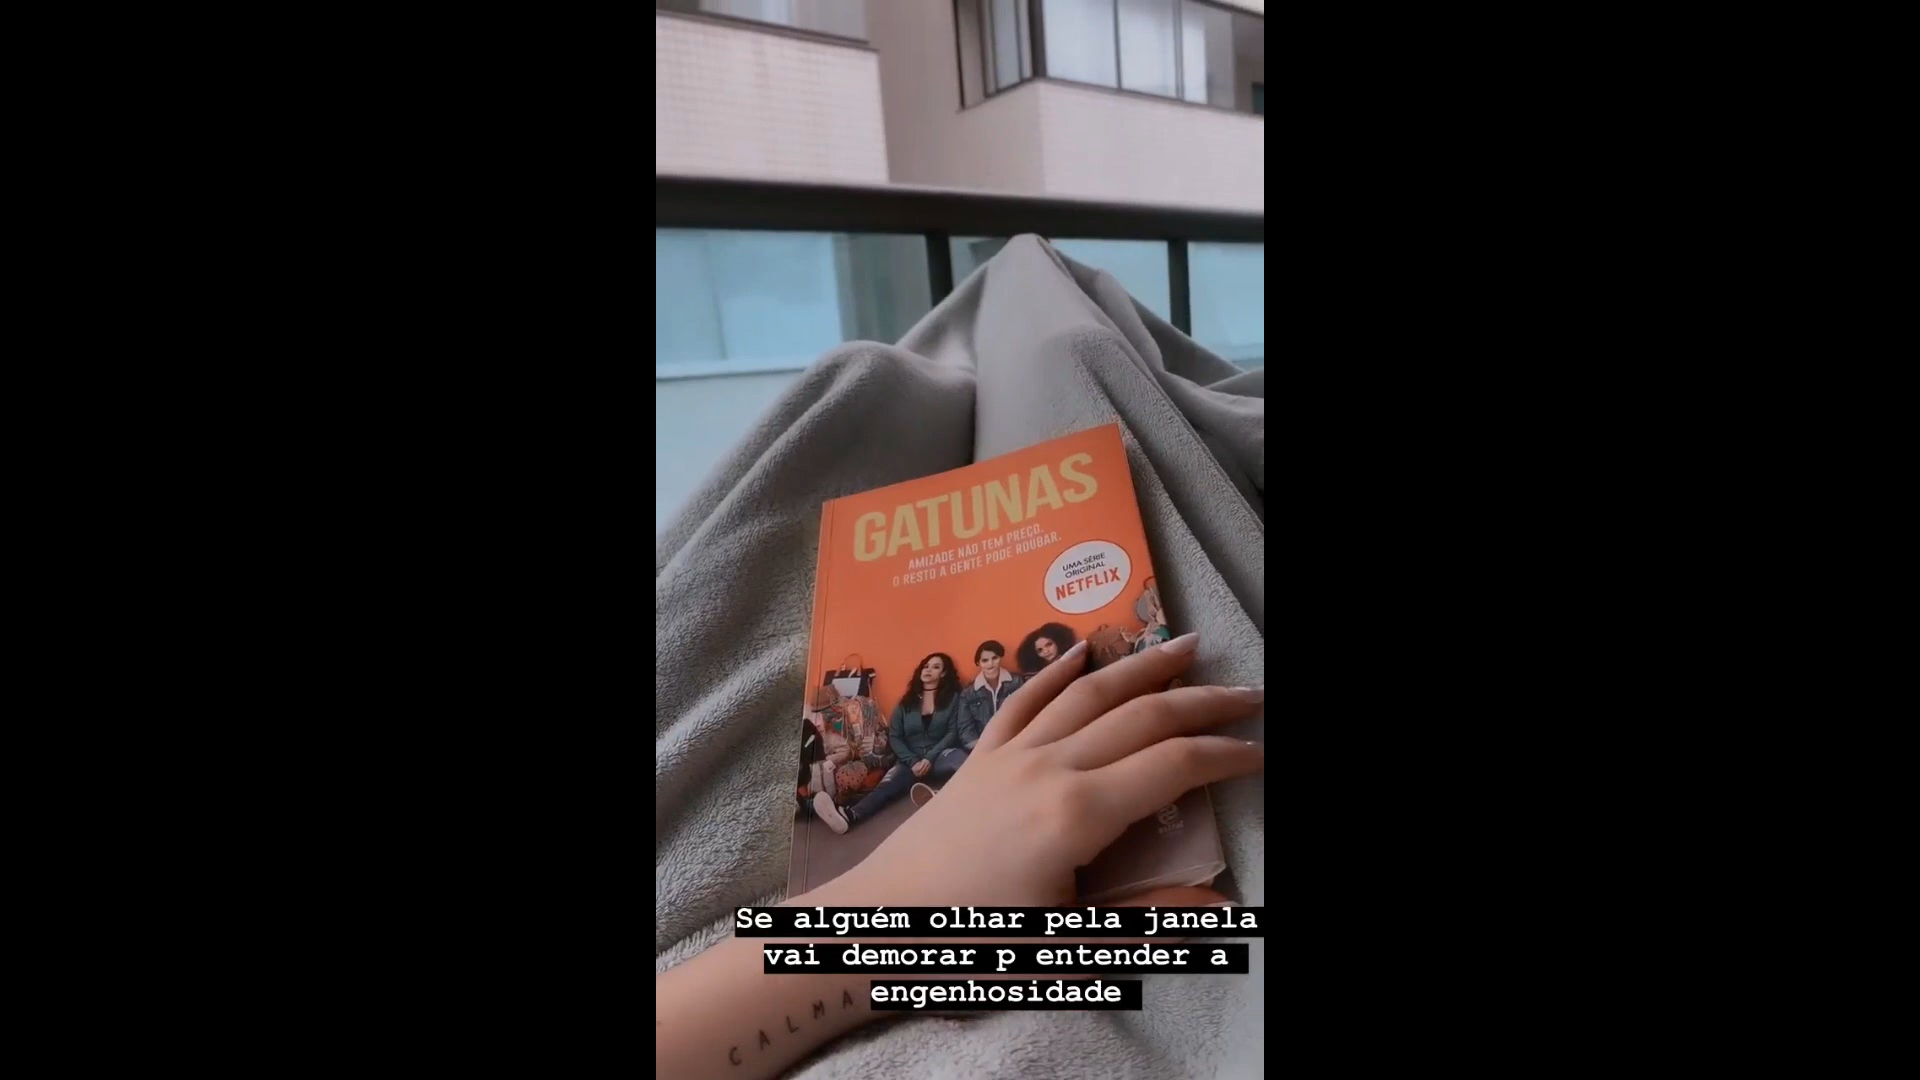 GATUNAS
AMIZADE NÃO TEM PREÇO.
O RESTO A GENTE PODE ROUBAR.
UMA SÉRIE
ORIGINAL
NETFLIX
astral
Se alguém olhar pela janela
vai demorar p entender a
engenhosidade
CALMA